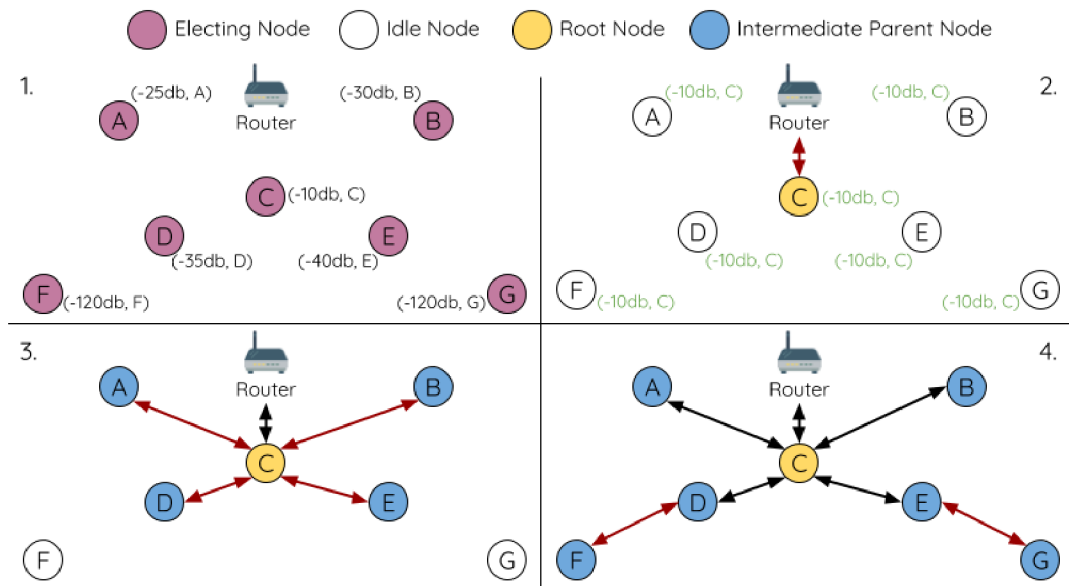 Electing Node
Idle Node
Root Node
Intermediate Parent Node
1.
(-25db, A)
A
Router
(-30db, B)
B
C
(-10db, C)
D
(-35db, D)
E
(-40db, E)
F
(-120db, F)
G
(-120db, G)
2.
(-10db, C)
A
Router
(-10db, C)
B
C
(-10db, C)
D
(-10db, C)
E
(-10db, C)
F
(-10db, C)
G
(-10db, C)
3.
A
Router
B
C
D
E
F
G
4.
A
Router
B
C
D
E
F
G